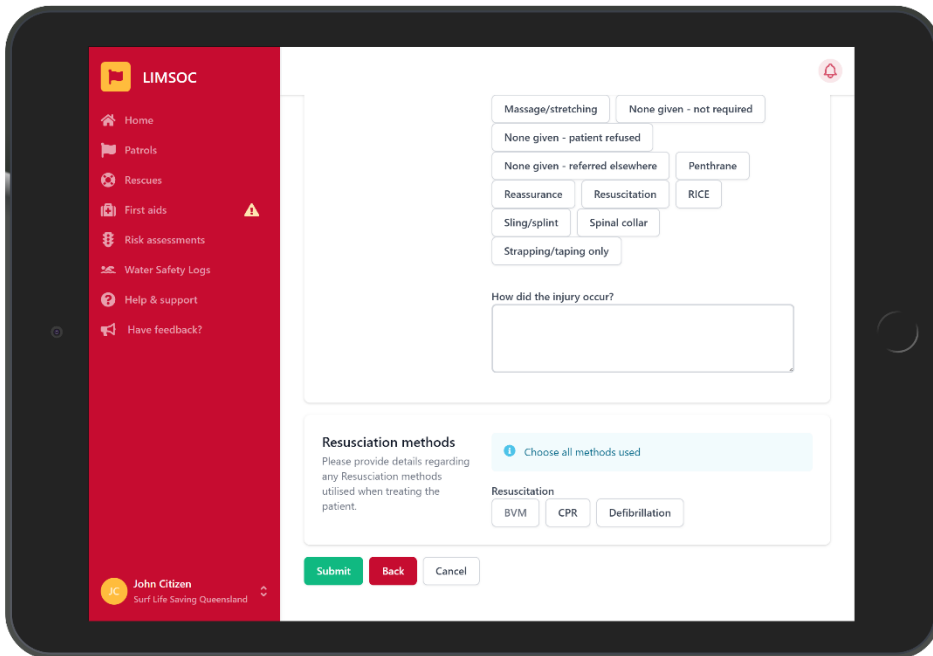 LIMSOC
Home
Patrols
Rescues
First aids
Risk assessments
Water Safety Logs
Help & support
Have feedback?
JC
John Citizen
Surf Life Saving Queensland
Massage/stretching
None given - not required
None given - patient refused
None given - referred elsewhere
Penthrane
Reassurance
Resuscitation
RICE
Sling/splint
Spinal collar
Strapping/taping only
How did the injury occur?
Resusciation methods
Please provide details regarding
any Resusciation methods
utilised when treating the
patient.
Choose all methods used
Resuscitation
BVM
CPR
Defibrillation
Submit
Back
Cancel